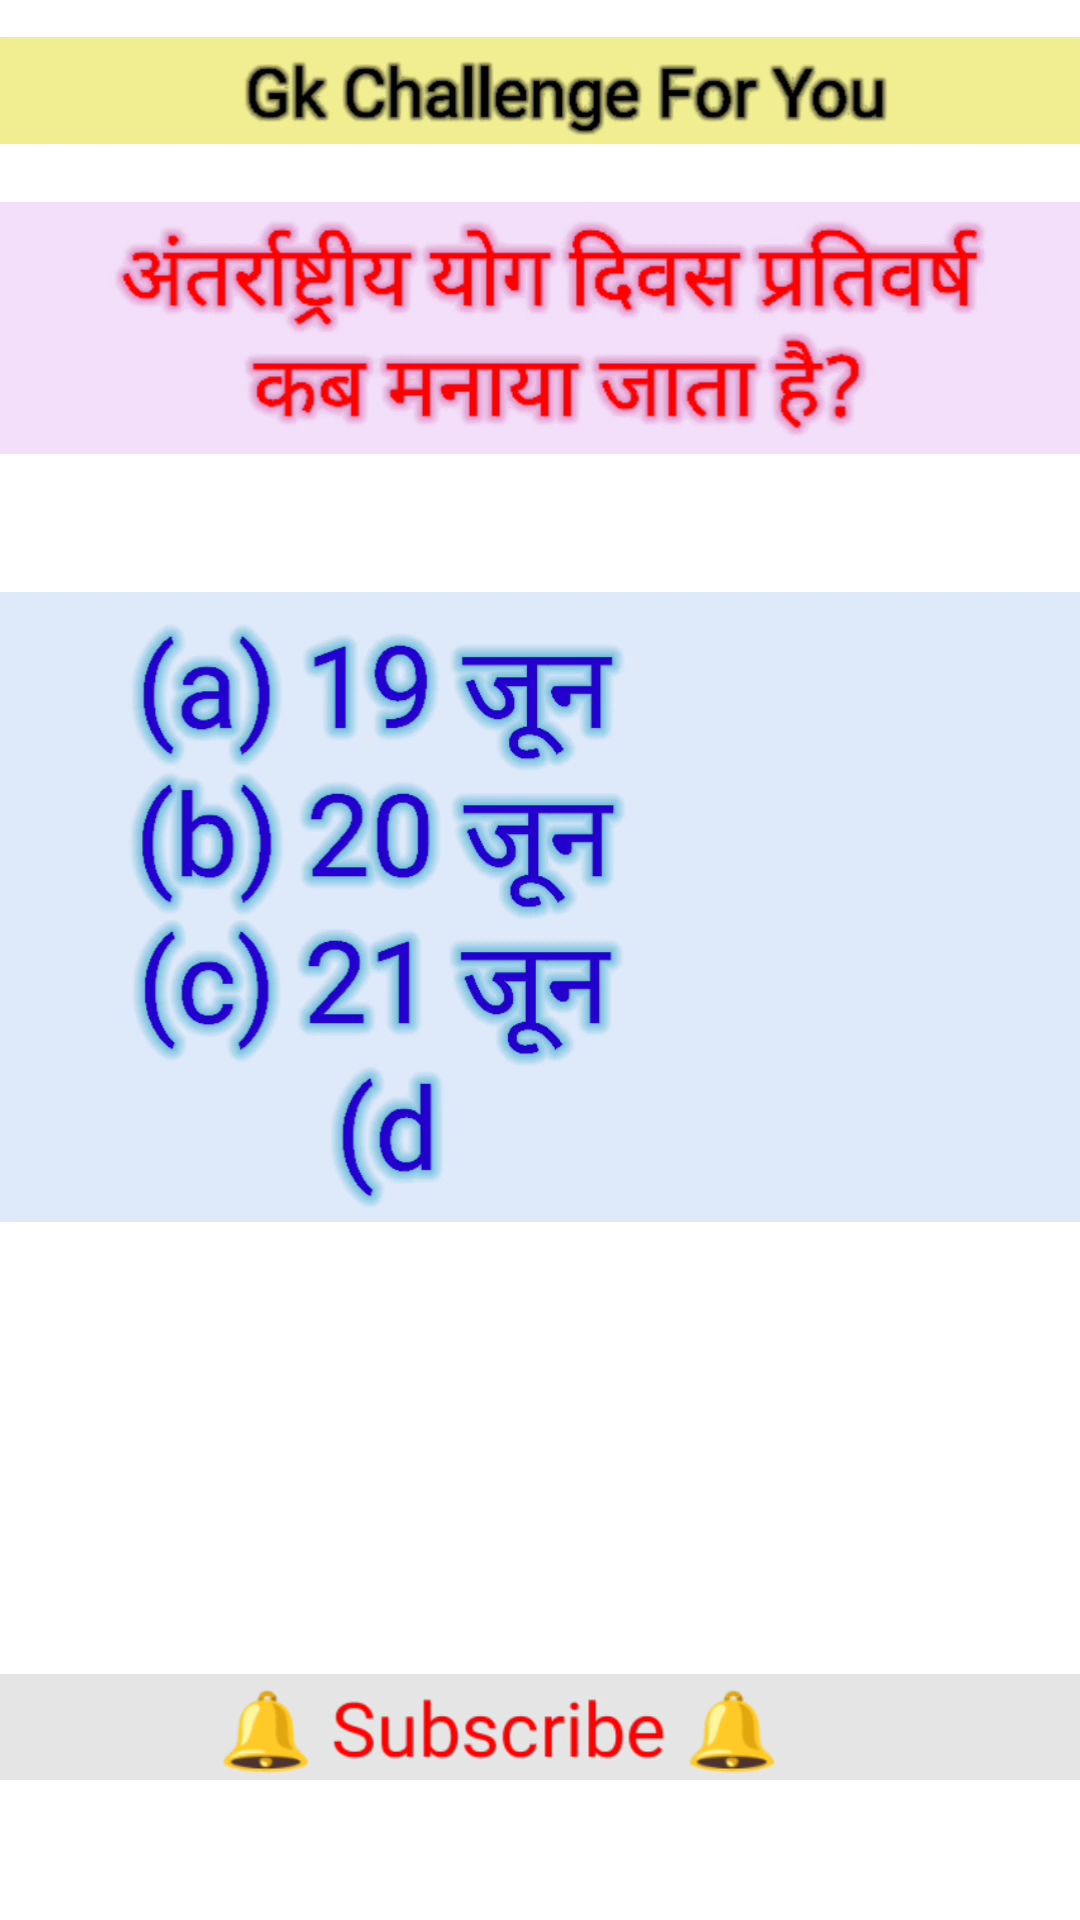 Gk Challenge For You
अंतर्राष्ट्रीय योग दिवस प्रतिवर्ष
कब मनाया जाता है?
(a) 19 जून
(b) 20 जून
(c) 21 जून
(d
🔔 Subscribe 🔔